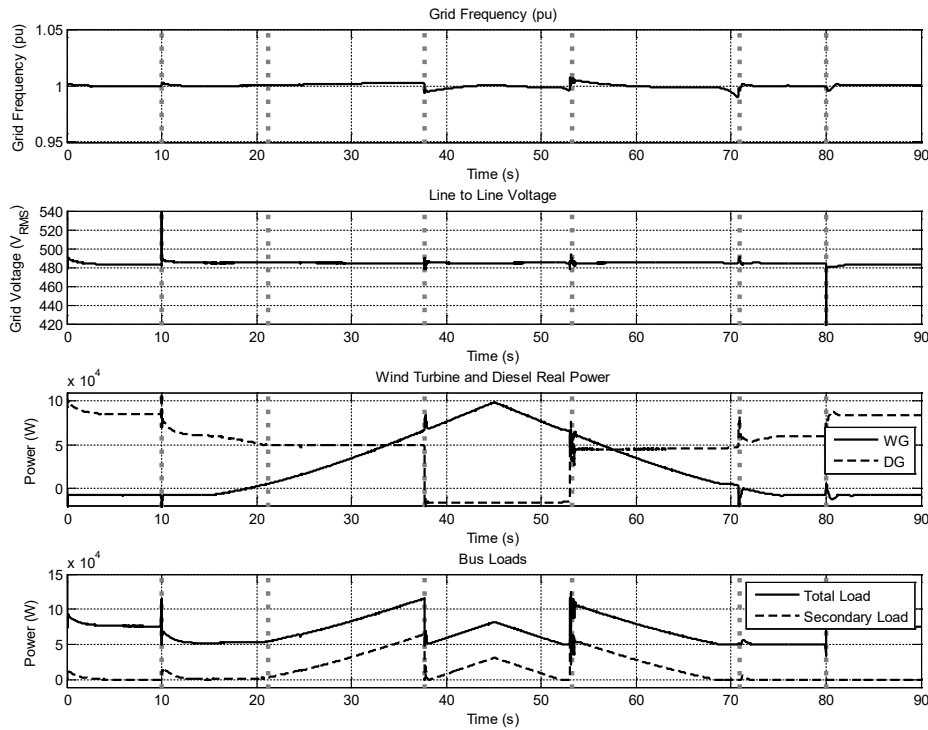 Grid Frequency (pu)
1.05
1
0.95
Grid Frequency (pu)
0 10 20 30 40 50 60 70 80 90
Time (s)
Line to Line Voltage
540
520
500
480
460
440
420
Grid Voltage (VRMS)
0 10 20 30 40 50 60 70 80 90
Time (s)
Wind Turbine and Diesel Real Power
x 10^4
10
5
0
Power (W)
WG
DG
0 10 20 30 40 50 60 70 80 90
Time (s)
Bus Loads
x 10^4
15
10
5
0
Power (W)
Total Load
Secondary Load
0 10 20 30 40 50 60 70 80 90
Time (s)